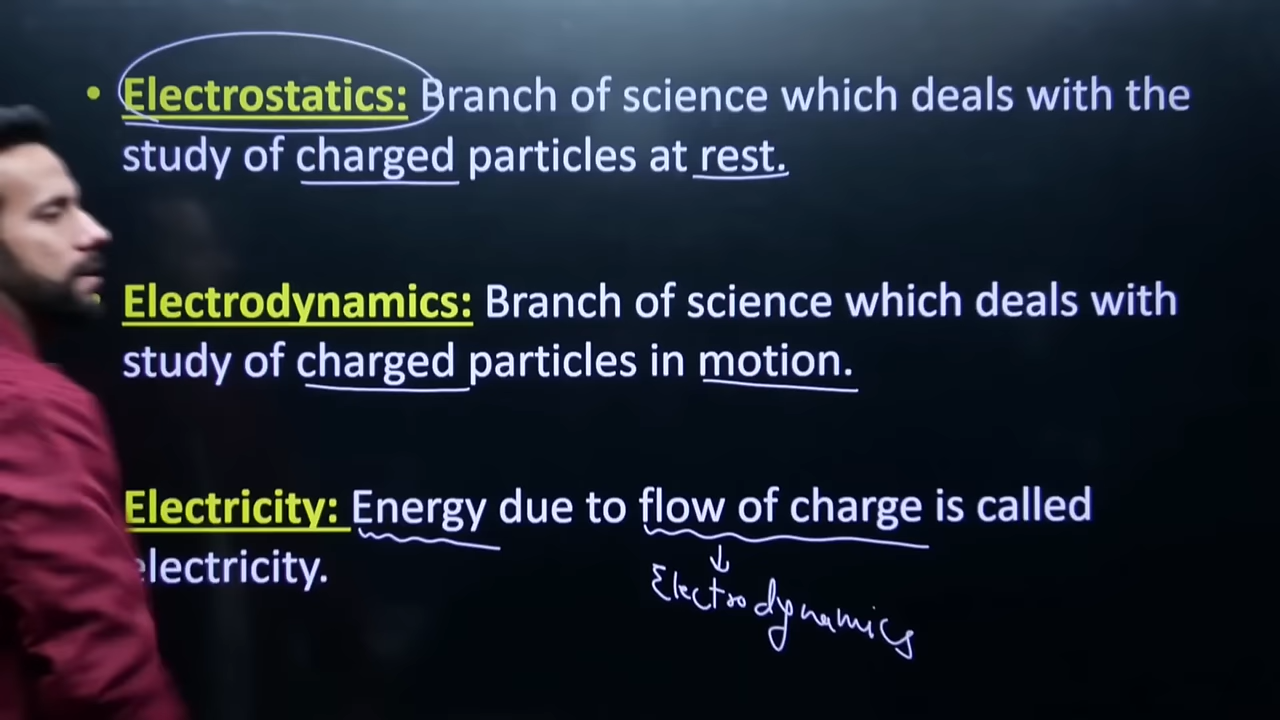 • Electrostatics: Branch of science which deals with the
study of charged particles at rest.
• Electrodynamics: Branch of science which deals with
study of charged particles in motion.
Electricity: Energy due to flow of charge is called
electricity.
↓
Electrodynamics